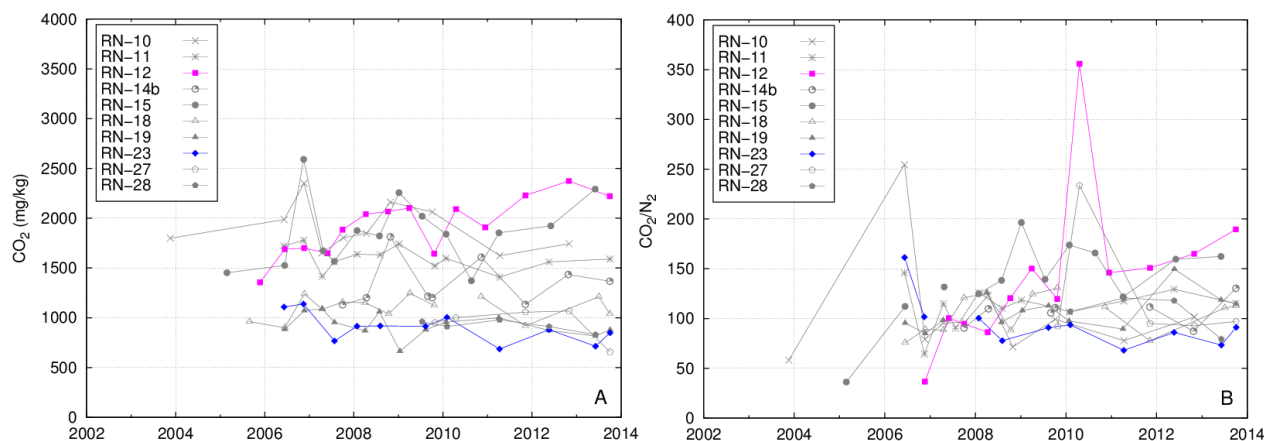 4000
3500
3000
2500
2000
1500
1000
500
0
CO2 (mg/kg)
RN-10
RN-11
RN-12
RN-14b
RN-15
RN-18
RN-19
RN-23
RN-27
RN-28
A
2002 2004 2006 2008 2010 2012 2014
400
350
300
250
200
150
100
50
0
CO2/N2
RN-10
RN-11
RN-12
RN-14b
RN-15
RN-18
RN-19
RN-23
RN-27
RN-28
B
2002 2004 2006 2008 2010 2012 2014